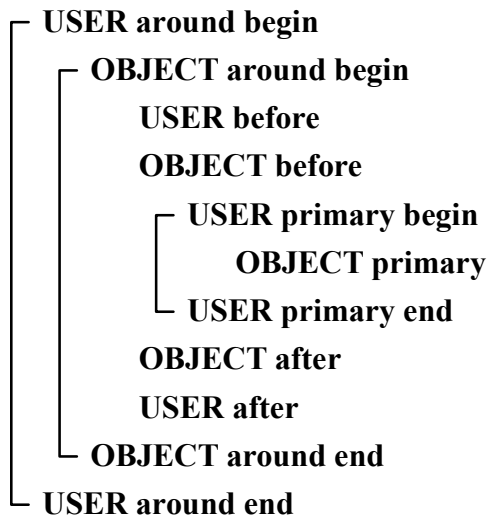 USER around begin
OBJECT around begin
USER before
OBJECT before
USER primary begin
OBJECT primary
USER primary end
OBJECT after
USER after
OBJECT around end
USER around end